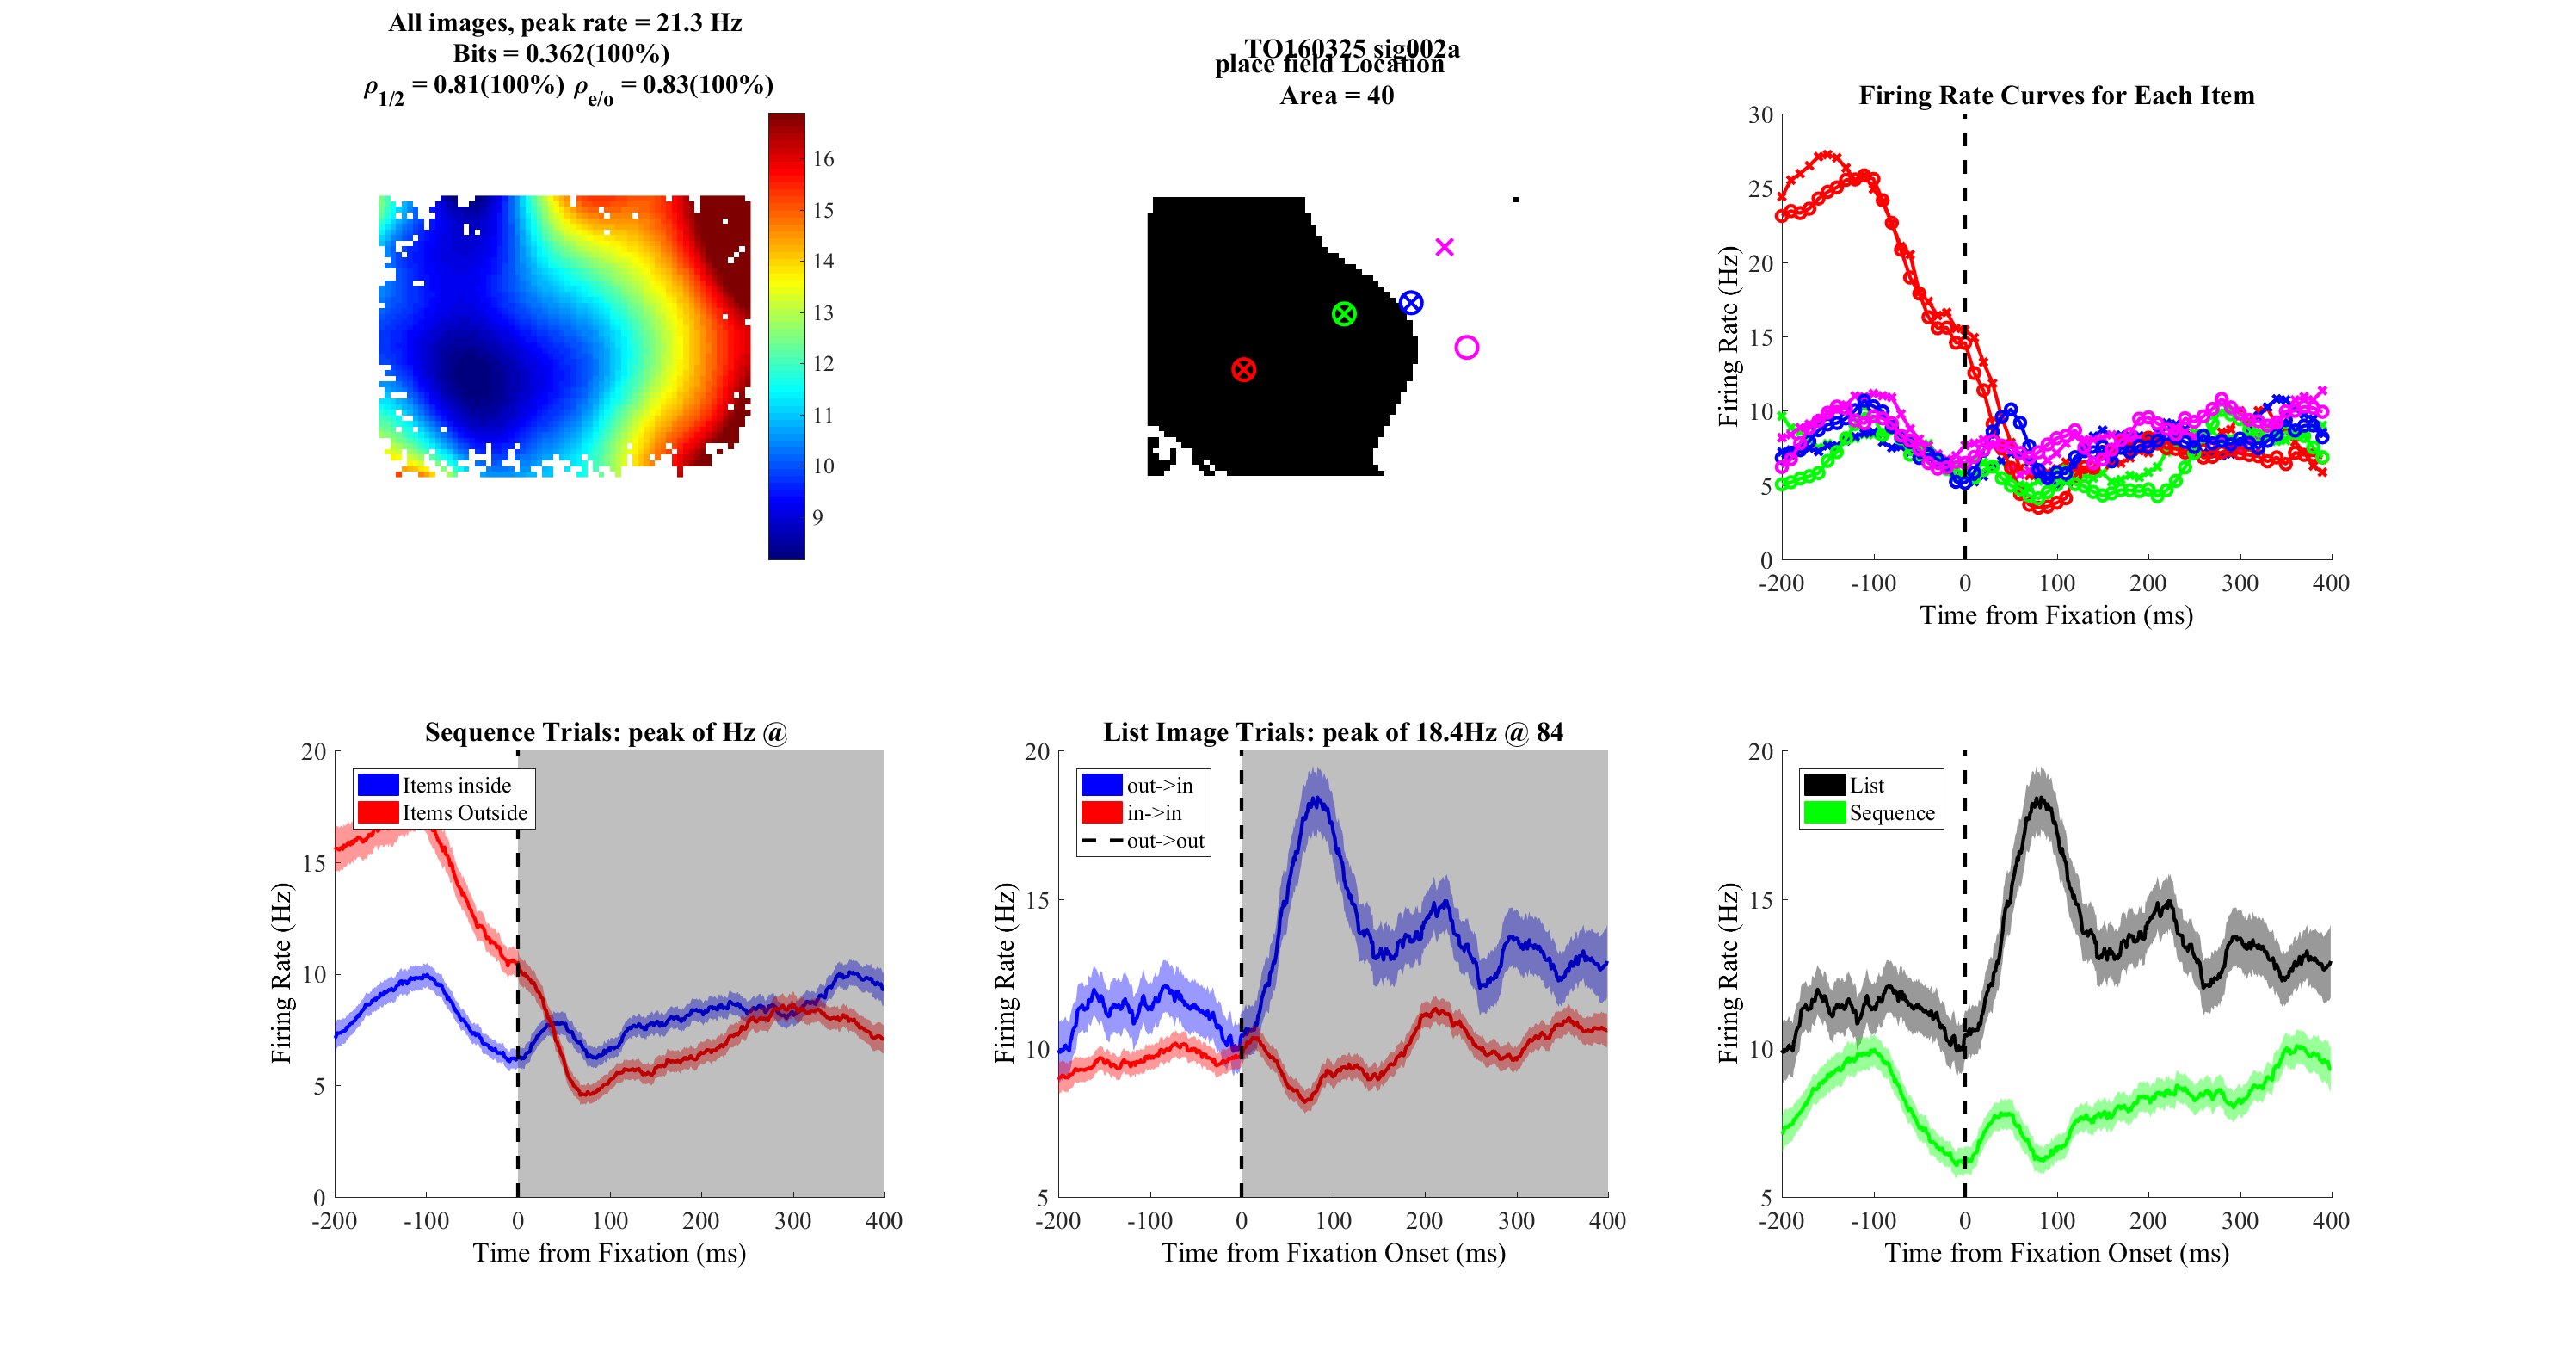 All images, peak rate = 21.3 Hz
Bits = 0.362(100%)
ρ1/2 = 0.81(100%) ρe/o = 0.83(100%)
16
15
14
13
12
11
10
9
TO160325 sig002a
place field Location
Area = 40
Firing Rate Curves for Each Item
30
25
20
15
10
5
0
Firing Rate (Hz)
-200 -100 0 100 200 300 400
Time from Fixation (ms)
Sequence Trials: peak of Hz @
20
15
10
5
0
Firing Rate (Hz)
Items inside
Items Outside
-200 -100 0 100 200 300 400
Time from Fixation (ms)
List Image Trials: peak of 18.4Hz @ 84
20
15
10
5
Firing Rate (Hz)
out->in
in->in
out->out
-200 -100 0 100 200 300 400
Time from Fixation Onset (ms)
20
15
10
5
Firing Rate (Hz)
List
Sequence
-200 -100 0 100 200 300 400
Time from Fixation Onset (ms)